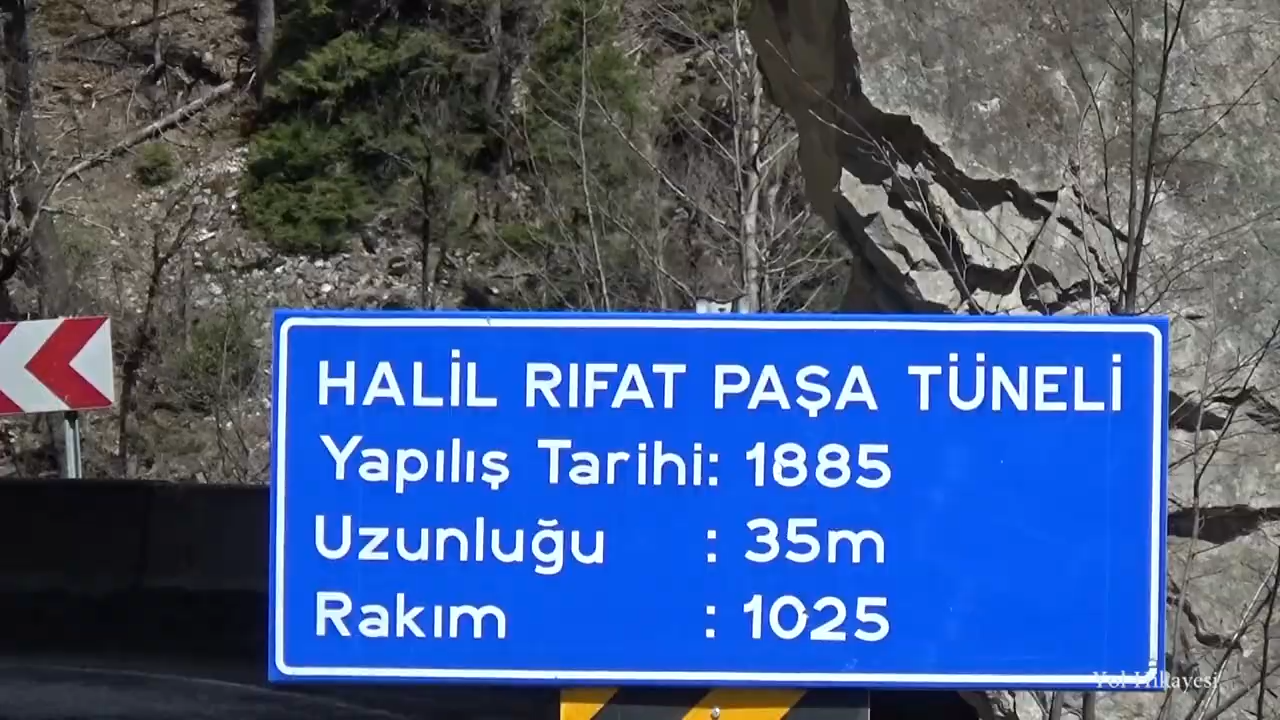 HALİL RIFAT PAŞA TÜNELİ
Yapılış Tarihi: 1885
Uzunluğu : 35m
Rakım : 1025
Yol Hikayesi